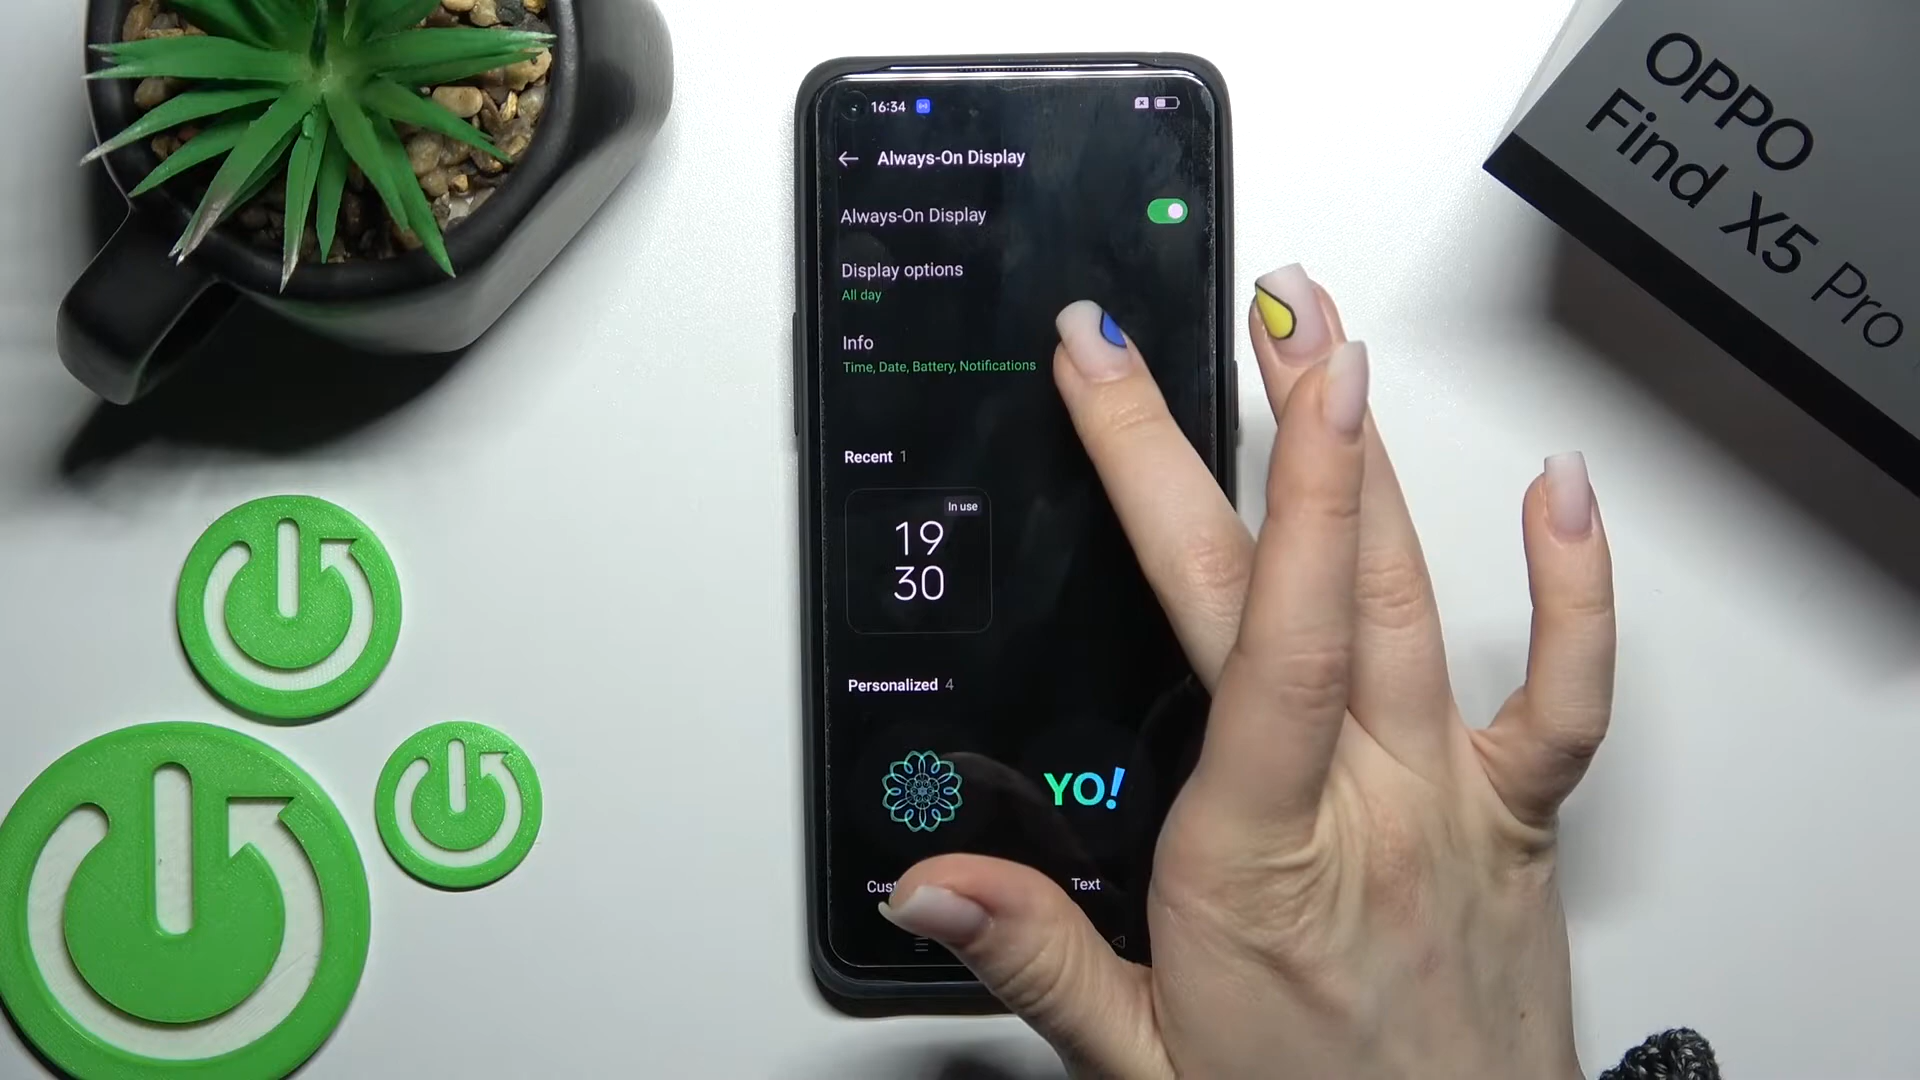 16:34
Always-On Display
Always-On Display
Display options
All day
Info
Time, Date, Battery, Notifications
Recent 1
In use
19
30
Personalized 4
YO!
Text
OPPO
Find X5 Pro